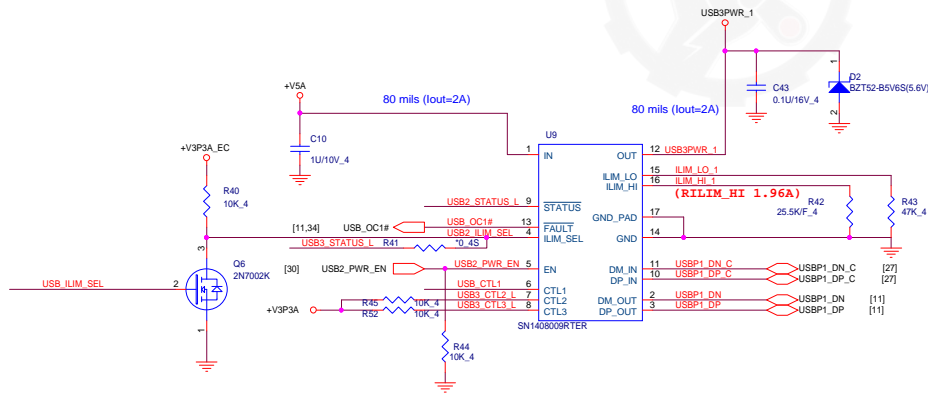 USB3PWR_1
+V5A
80 mils (Iout=2A)
80 mils (Iout=2A)
C43
0.1U/16V_4
1
D2
BZT52-B5V6S(5.6V)
2
C10
1U/10V_4
U9
1 IN
OUT 12 USB3PWR_1
ILIM_LO 15 ILIM_LO_1
ILIM_HI 16 ILIM_HI_1
(RILIM_HI 1.96A)
R42
25.5K/F_4
R43
47K_4
+V3P3A_EC
R40
10K_4
USB2_STATUS_L 9 STATUS
[11,34] USB_OC1# USB_OC1# 13 FAULT
USB2_ILIM_SEL 4 ILIM_SEL
USB3_STATUS_L R41 *0_4S
GND_PAD 17
GND 14
3
Q6
2N7002K
USB_ILIM_SEL 2
1
[30] USB2_PWR_EN USB2_PWR_EN 5 EN
DM_IN 11 USBP1_DN_C USBP1_DN_C [27]
DP_IN 10 USBP1_DP_C USBP1_DP_C [27]
USB_CTL1 6 CTL1
+V3P3A R45 10K_4 USB3_CTL2_L 7 CTL2
R52 10K_4 USB3_CTL3_L 8 CTL3
DM_OUT 2 USBP1_DN USBP1_DN [11]
DP_OUT 3 USBP1_DP USBP1_DP [11]
SN1408009RTER
R44
10K_4